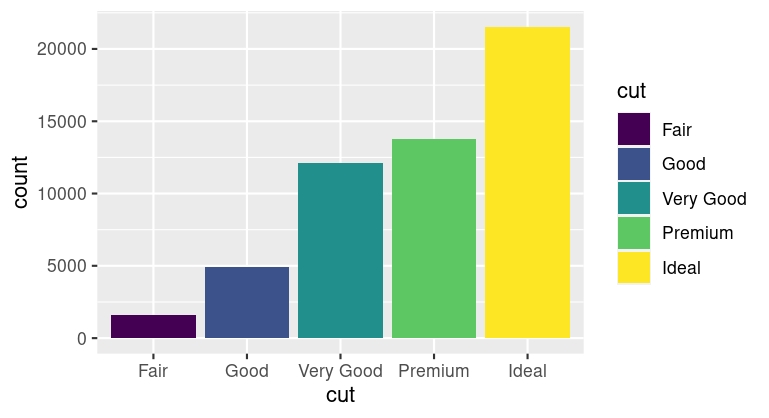 20000
15000
10000
5000
0
count
Fair Good Very Good Premium Ideal
cut
cut
Fair
Good
Very Good
Premium
Ideal